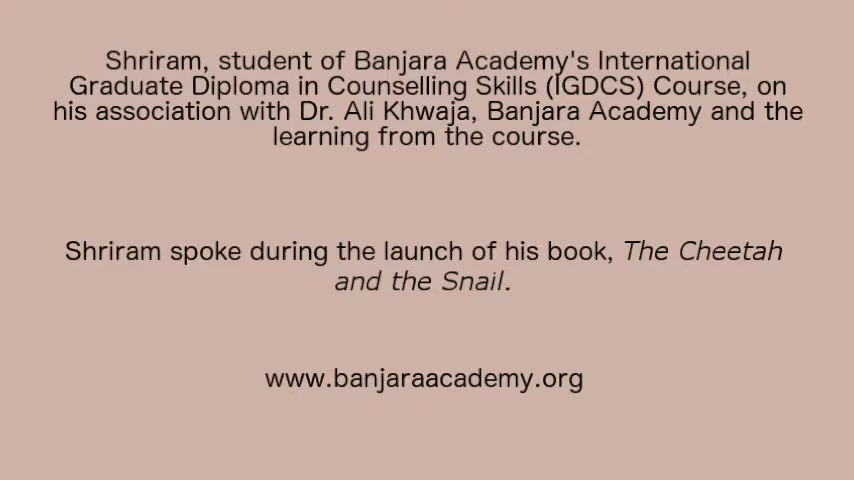 Shriram, student of Banjara Academy's International
Graduate Diploma in Counselling Skills (IGDCS) Course, on
his association with Dr. Ali Khwaja, Banjara Academy and the
learning from the course.
Shriram spoke during the launch of his book, The Cheetah
and the Snail.
www.banjaraacademy.org